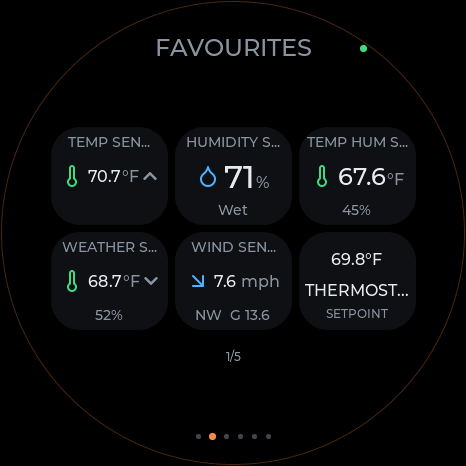 FAVOURITES
TEMP SEN...
70.7°F
HUMIDITY S...
71%
Wet
TEMP HUM S...
67.6°F
45%
WEATHER S...
68.7°F
52%
WIND SEN...
7.6 mph
NW G 13.6
69.8°F
THERMOST...
SETPOINT
1/5